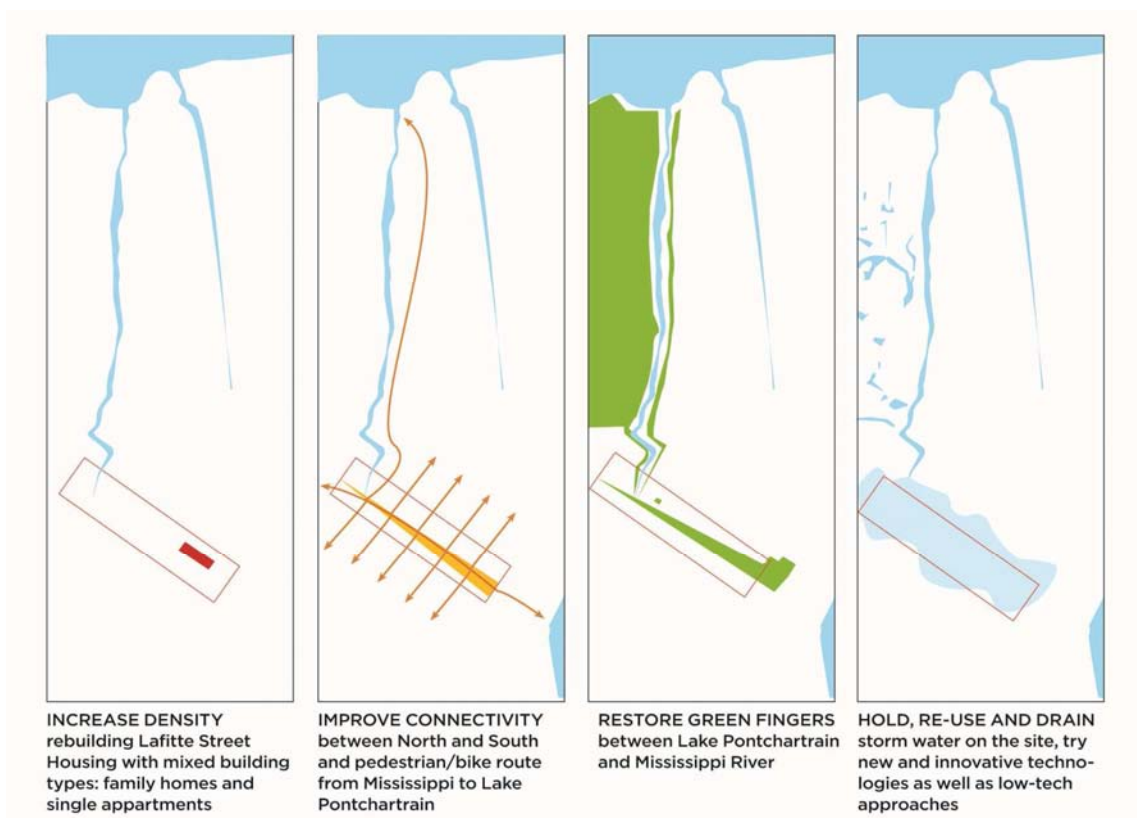 INCREASE DENSITY
rebuilding Lafitte Street
Housing with mixed building
types: family homes and
single appartments
IMPROVE CONNECTIVITY
between North and South
and pedestrian/bike route
from Mississippi to Lake
Pontchartrain
RESTORE GREEN FINGERS
between Lake Pontchartrain
and Mississippi River
HOLD, RE-USE AND DRAIN
storm water on the site, try
new and innovative techno-
logies as well as low-tech
approaches